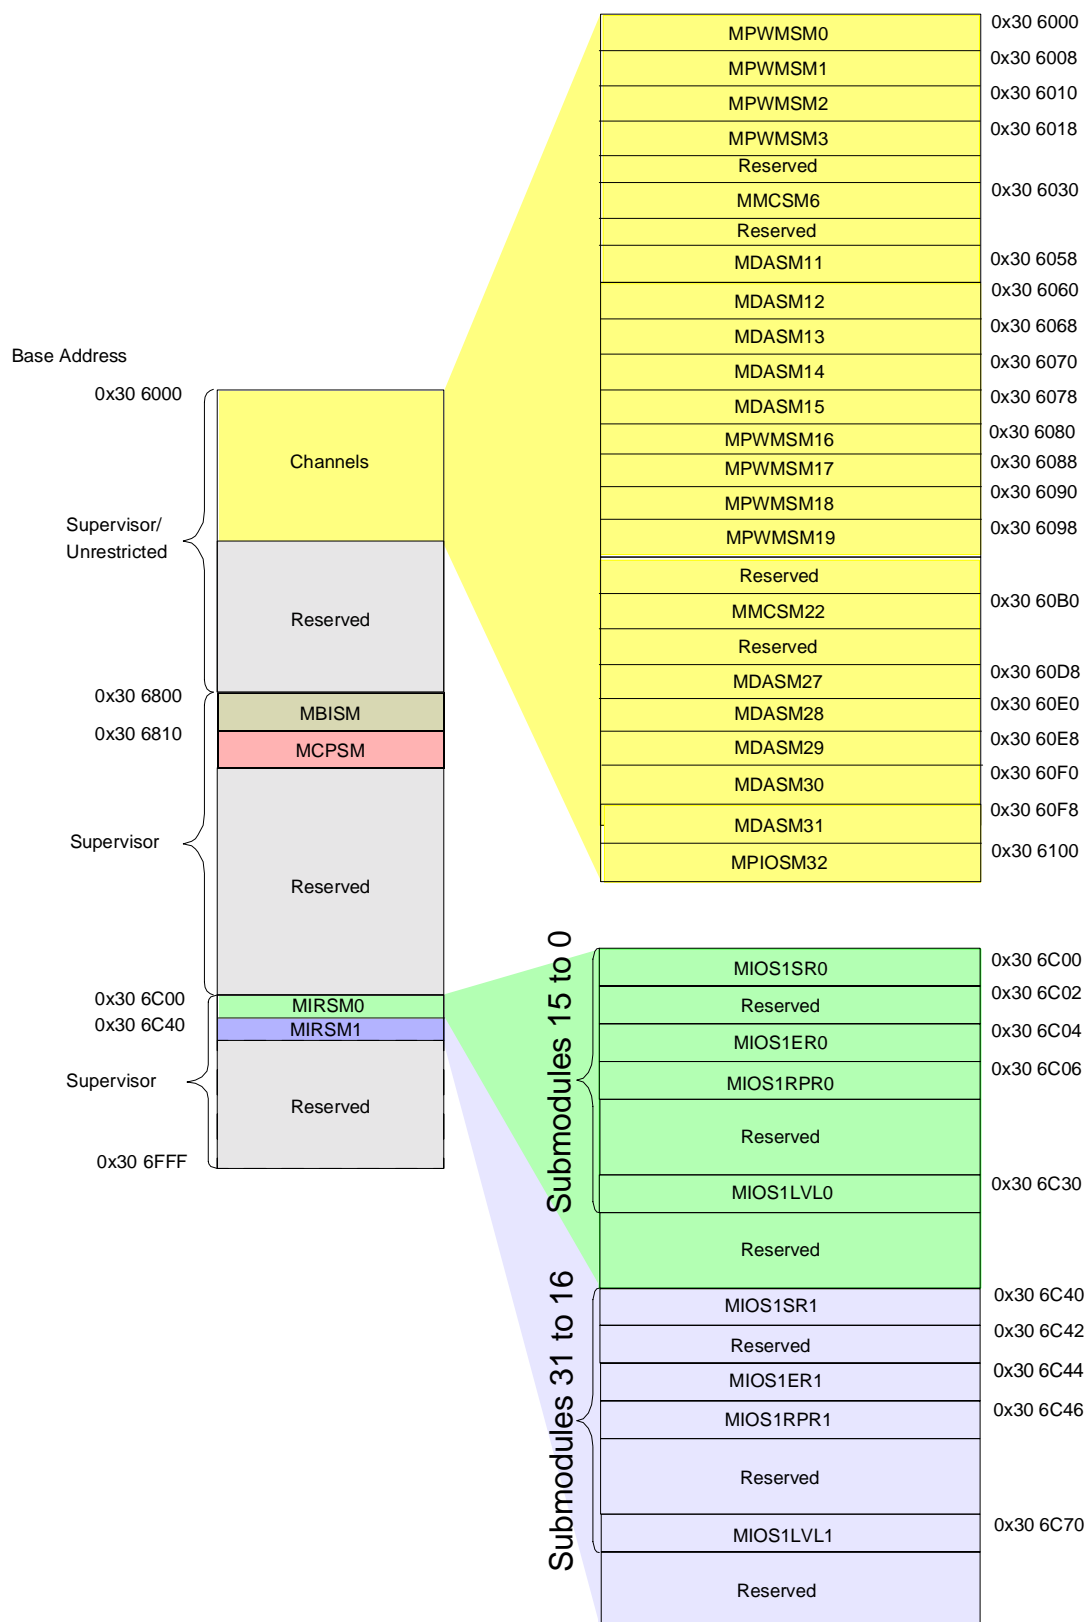 Base Address
0x30 6000
Channels
Supervisor/
Unrestricted
Reserved
0x30 6800
MBISM
0x30 6810
MCPSM
Supervisor
Reserved
0x30 6C00
MIRSM0
0x30 6C40
MIRSM1
Supervisor
Reserved
0x30 6FFF
MPWMSM0
0x30 6000
MPWMSM1
0x30 6008
MPWMSM2
0x30 6010
MPWMSM3
0x30 6018
Reserved
MMCSM6
0x30 6030
Reserved
MDASM11
0x30 6058
MDASM12
0x30 6060
MDASM13
0x30 6068
MDASM14
0x30 6070
MDASM15
0x30 6078
MPWMSM16
0x30 6080
MPWMSM17
0x30 6088
MPWMSM18
0x30 6090
MPWMSM19
0x30 6098
Reserved
MMCSM22
0x30 60B0
Reserved
MDASM27
0x30 60D8
MDASM28
0x30 60E0
MDASM29
0x30 60E8
MDASM30
0x30 60F0
MDASM31
0x30 60F8
MPIOSM32
0x30 6100
Submodules 15 to 0
MIOS1SR0
0x30 6C00
Reserved
0x30 6C02
MIOS1ER0
0x30 6C04
MIOS1RPR0
0x30 6C06
Reserved
MIOS1LVL0
0x30 6C30
Reserved
Submodules 31 to 16
MIOS1SR1
0x30 6C40
Reserved
0x30 6C42
MIOS1ER1
0x30 6C44
MIOS1RPR1
0x30 6C46
Reserved
MIOS1LVL1
0x30 6C70
Reserved